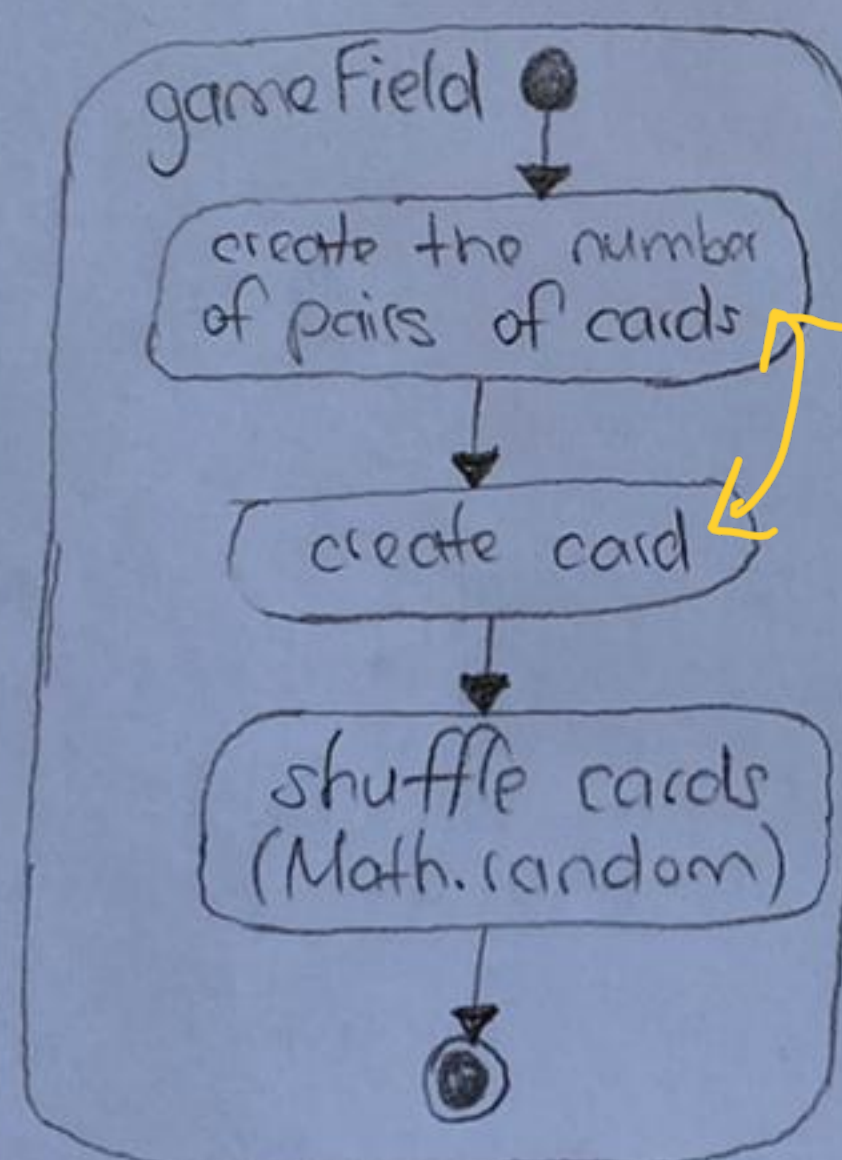 gameField
create the number
of pairs of cards
create card
shuffle cards
(Math.random)